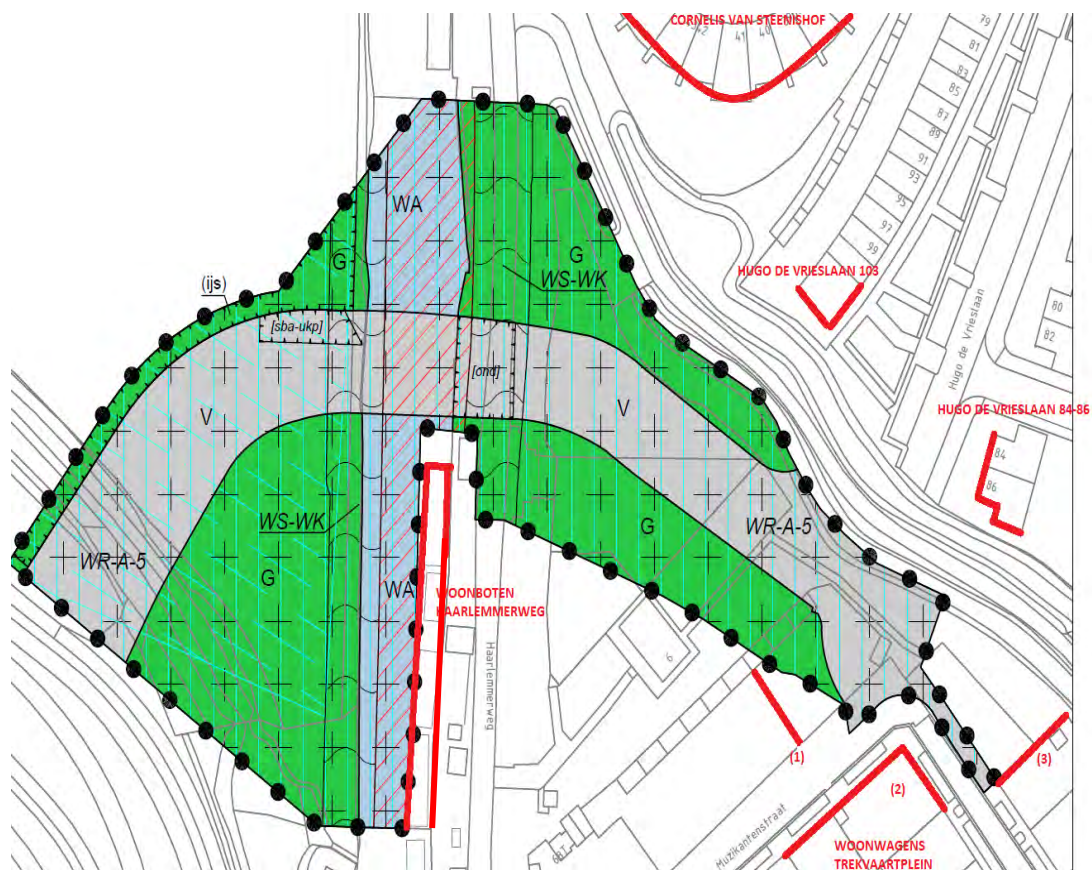 CORNELIS VAN STEENISHOF
342
41
40
79
81
83
85
87
89
91
93
95
97
99
WA
G
WS-WK
G
(ijs)
[sba-ukp]
[ond]
HUGO DE VRIESLAAN 103
Hugo de Vrieslaan
80
82
V
V
HUGO DE VRIESLAAN 84-86
84
86
WS-WK
WR-A-5
G
WR-A-5
G
WA
WOONBOTEN
HAARLEMMERWEG
Haarlemmerweg
6
(1)
(2)
(3)
Muzikantenstraat
WOONWAGENS
TREKVAARTPLEIN